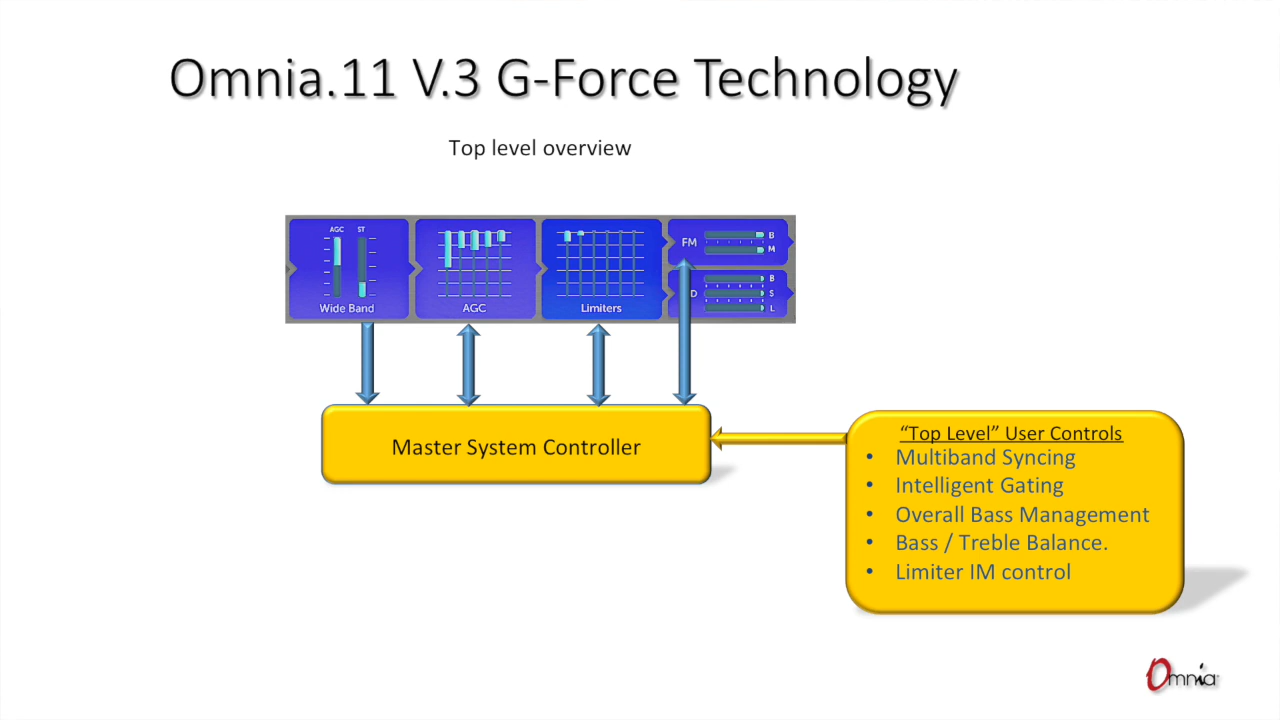 Omnia.11 V.3 G-Force Technology
Top level overview
AGC ST
Wide Band
AGC
Limiters
FM
B
M
D
B
S
L
Master System Controller
“Top Level” User Controls
• Multiband Syncing
• Intelligent Gating
• Overall Bass Management
• Bass / Treble Balance.
• Limiter IM control
Omnia